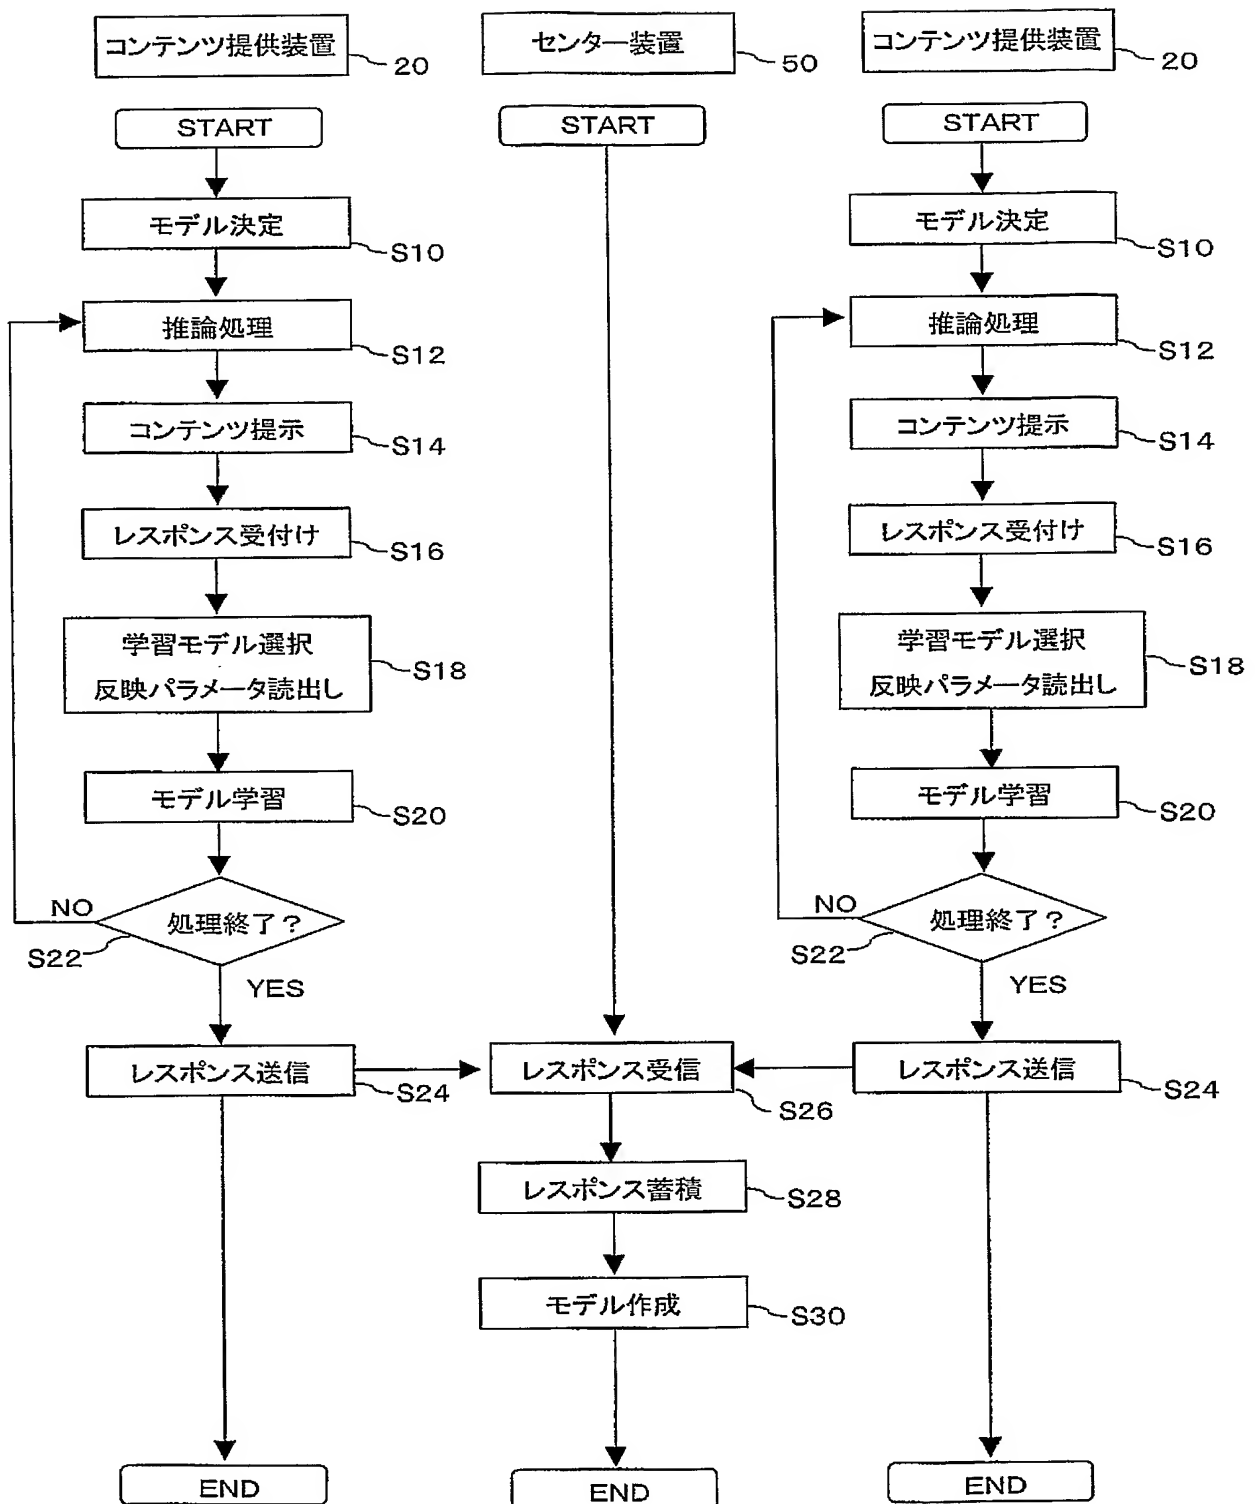 コンテンツ提供装置
20
START
モデル決定
S10
推論処理
S12
コンテンツ提示
S14
レスポンス受付け
S16
学習モデル選択
反映パラメータ読出し
S18
モデル学習
S20
処理終了?
NO
S22
YES
レスポンス送信
S24
END
センター装置
50
START
レスポンス受信
S26
レスポンス蓄積
S28
モデル作成
S30
END
コンテンツ提供装置
20
START
モデル決定
S10
推論処理
S12
コンテンツ提示
S14
レスポンス受付け
S16
学習モデル選択
反映パラメータ読出し
S18
モデル学習
S20
処理終了?
NO
S22
YES
レスポンス送信
S24
END